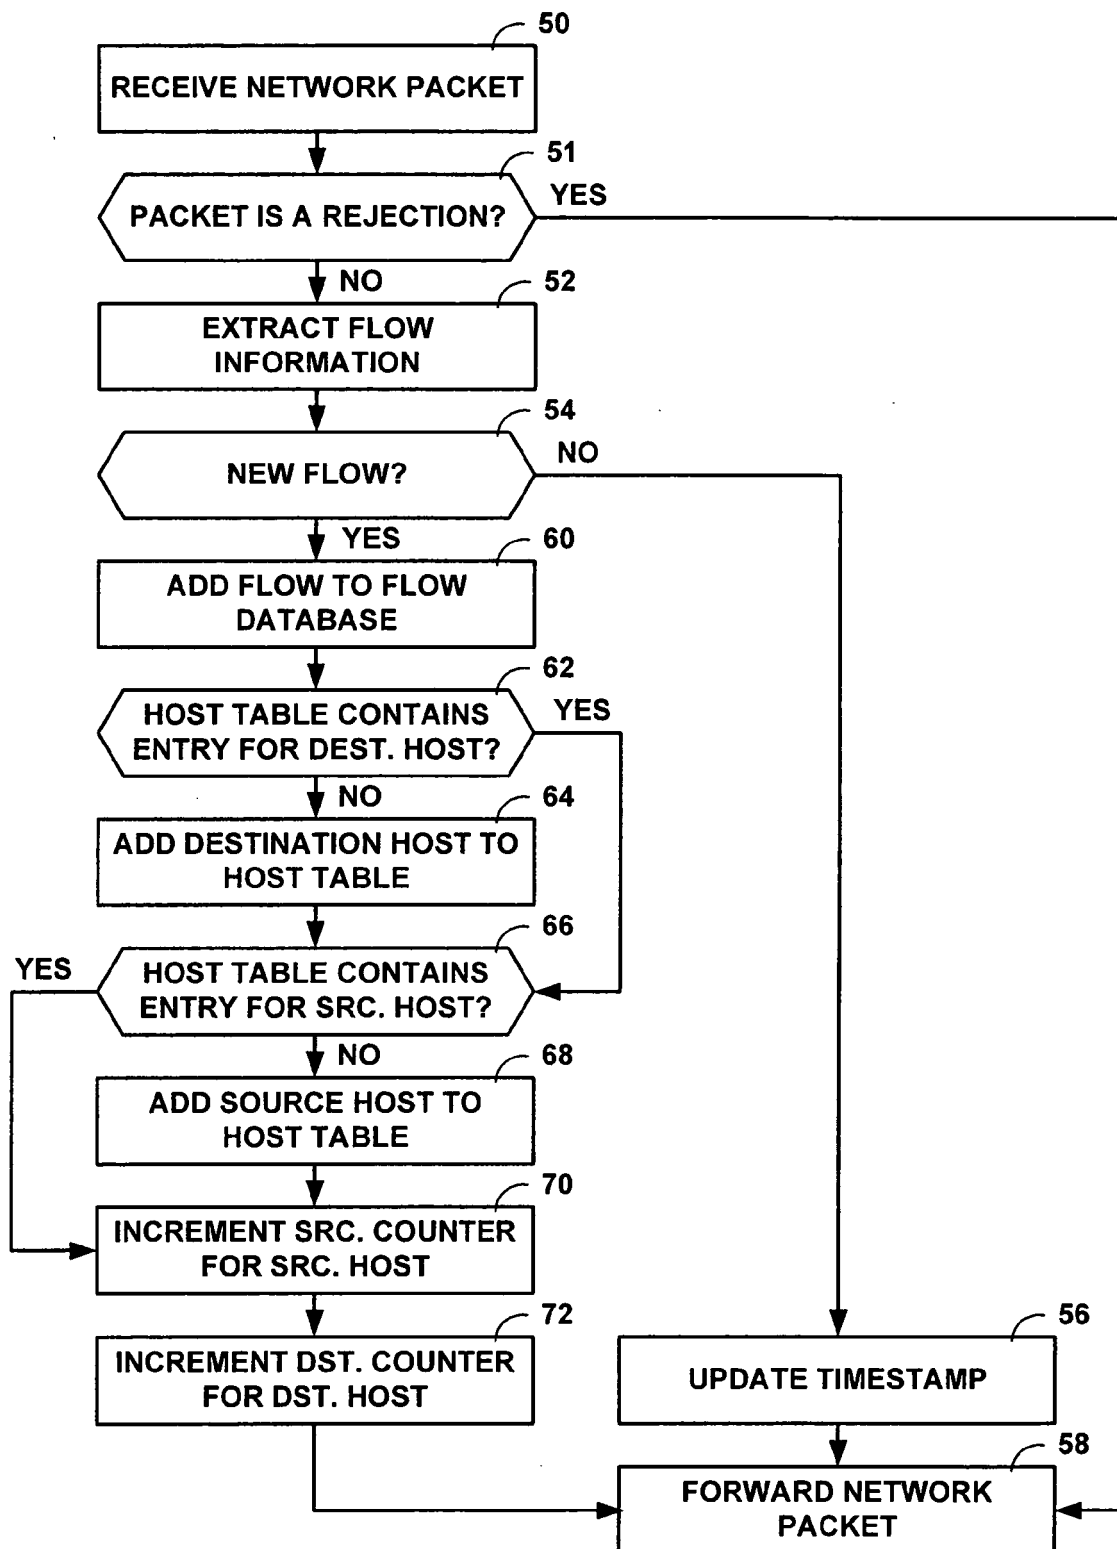 50
RECEIVE NETWORK PACKET
51
PACKET IS A REJECTION?
YES
NO
52
EXTRACT FLOW
INFORMATION
54
NEW FLOW?
NO
YES
60
ADD FLOW TO FLOW
DATABASE
62
HOST TABLE CONTAINS
ENTRY FOR DEST. HOST?
YES
NO
64
ADD DESTINATION HOST TO
HOST TABLE
66
YES
HOST TABLE CONTAINS
ENTRY FOR SRC. HOST?
NO
68
ADD SOURCE HOST TO
HOST TABLE
70
INCREMENT SRC. COUNTER
FOR SRC. HOST
72
INCREMENT DST. COUNTER
FOR DST. HOST
56
UPDATE TIMESTAMP
58
FORWARD NETWORK
PACKET